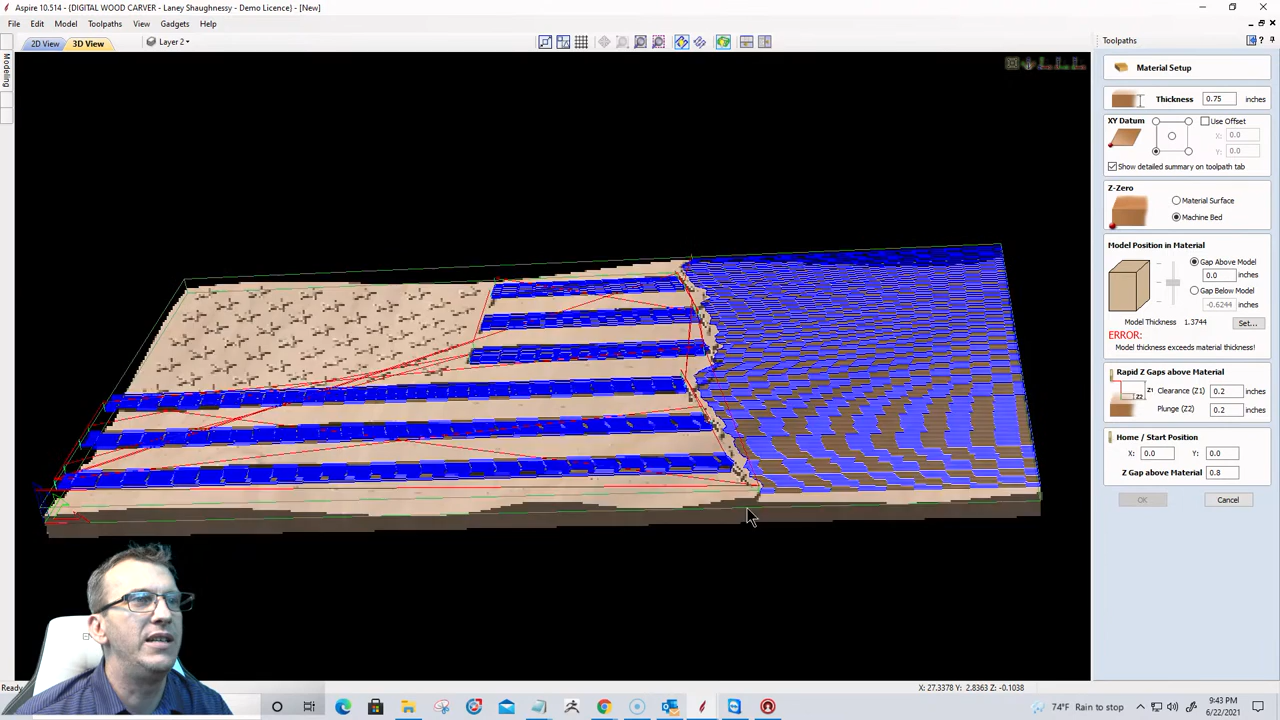 Aspire 10.514 - (DIGITAL WOOD CARVER - Laney Shaughnessy - Demo Licence) - [New]
File Edit Model Toolpaths View Gadgets Help
2D View 3D View Layer 2
Modeling
Toolpaths
Material Setup
Thickness 0.75 inches
XY Datum Use Offset
X: 0.0
Y: 0.0
Show detailed summary on toolpath tab
Z-Zero
Material Surface
Machine Bed
Model Position in Material
Gap Above Model
0.0 inches
Gap Below Model
-0.6244 inches
Model Thickness 1.3744 Set...
ERROR:
Model thickness exceeds material thickness!
Rapid Z Gaps above Material
Z1 Clearance (Z1) 0.2 inches
Z2 Plunge (Z2) 0.2 inches
Home / Start Position
X: 0.0 Y: 0.0
Z Gap above Material 0.8
OK Cancel
Ready
X: 27.3378 Y: 2.8363 Z: -0.1038
74°F Rain to stop
9:43 PM
6/22/2021